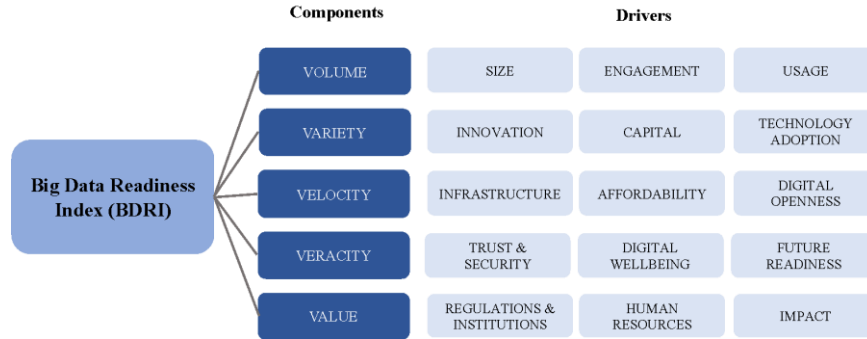 Components
Drivers
VOLUME
SIZE
ENGAGEMENT
USAGE
VARIETY
INNOVATION
CAPITAL
TECHNOLOGY
ADOPTION
Big Data Readiness
Index (BDRI)
VELOCITY
INFRASTRUCTURE
AFFORDABILITY
DIGITAL
OPENNESS
VERACITY
TRUST &
SECURITY
DIGITAL
WELLBEING
FUTURE
READINESS
VALUE
REGULATIONS &
INSTITUTIONS
HUMAN
RESOURCES
IMPACT